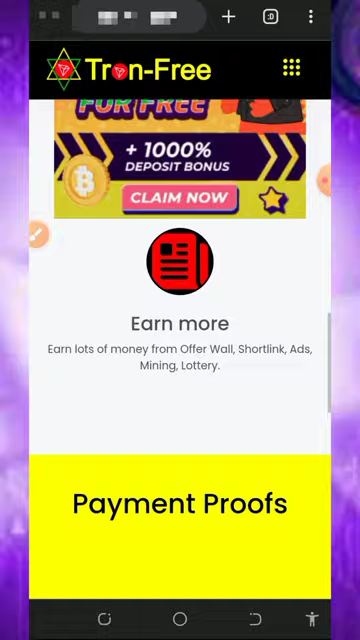 :D
Tron-Free
FOR FREE
+ 1000%
DEPOSIT BONUS
CLAIM NOW
Earn more
Earn lots of money from Offer Wall, Shortlink, Ads,
Mining, Lottery.
Payment Proofs